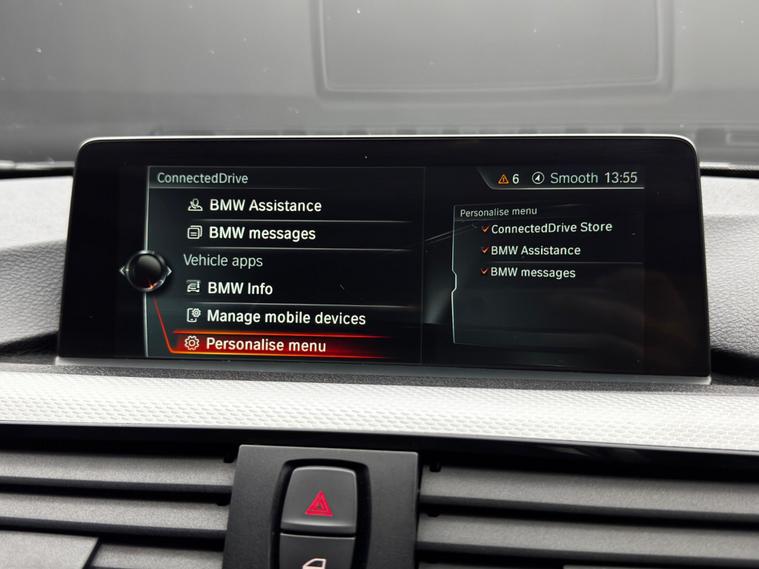 ConnectedDrive
6 Smooth 13:55
BMW Assistance
BMW messages
Vehicle apps
BMW Info
Manage mobile devices
Personalise menu
Personalise menu
ConnectedDrive Store
BMW Assistance
BMW messages